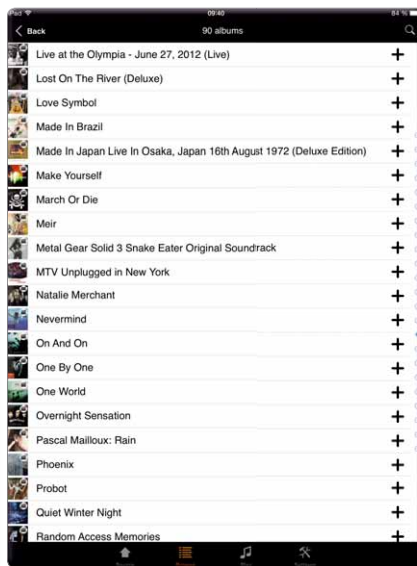 iPad 09:40 84 %
Back 90 albums
Live at the Olympia - June 27, 2012 (Live)
Lost On The River (Deluxe)
Love Symbol
Made In Brazil
Made In Japan Live In Osaka, Japan 16th August 1972 (Deluxe Edition)
Make Yourself
March Or Die
Meir
Metal Gear Solid 3 Snake Eater Original Soundtrack
MTV Unplugged in New York
Natalie Merchant
Nevermind
On And On
One By One
One World
Overnight Sensation
Pascal Mailloux: Rain
Phoenix
Probot
Quiet Winter Night
Random Access Memories